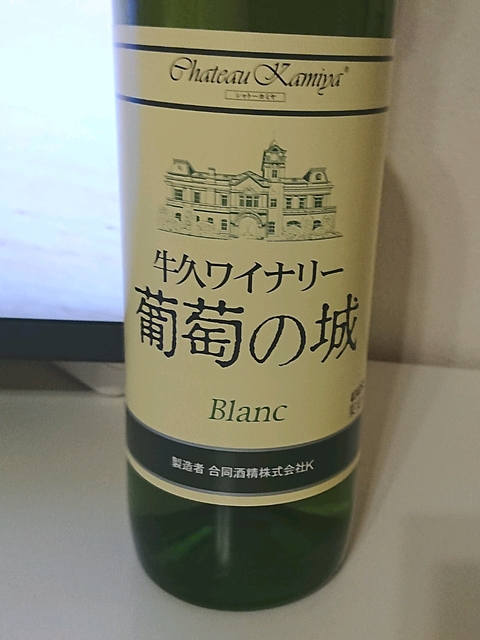 Chateau Kamiya®
シャトーカミヤ
牛久ワイナリー
葡萄の城
Blanc
製造者 合同酒精株式会社K